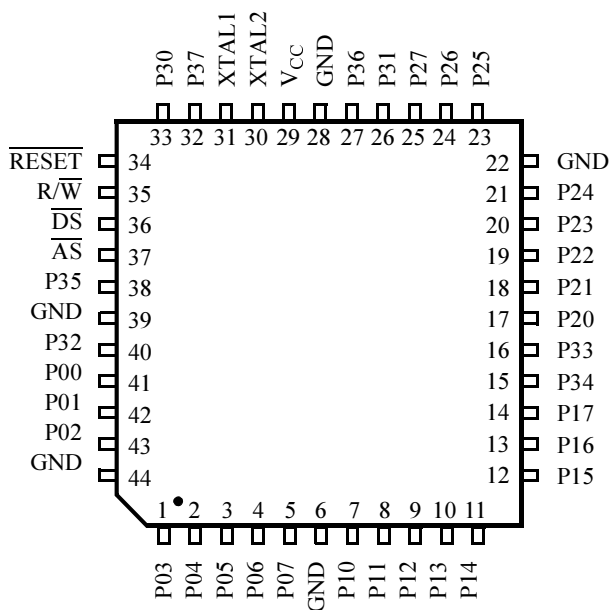 P30 P37 XTAL1 XTAL2 VCC GND P36 P31 P27 P26 P25
33 32 31 30 29 28 27 26 25 24 23
R̅E̅S̅E̅T̅ 34 22 GND
R/W̅ 35 21 P24
D̅S̅ 36 20 P23
A̅S̅ 37 19 P22
P35 38 18 P21
GND 39 17 P20
P32 40 16 P33
P00 41 15 P34
P01 42 14 P17
P02 43 13 P16
GND 44 12 P15
1 2 3 4 5 6 7 8 9 10 11
P03 P04 P05 P06 P07 GND P10 P11 P12 P13 P14